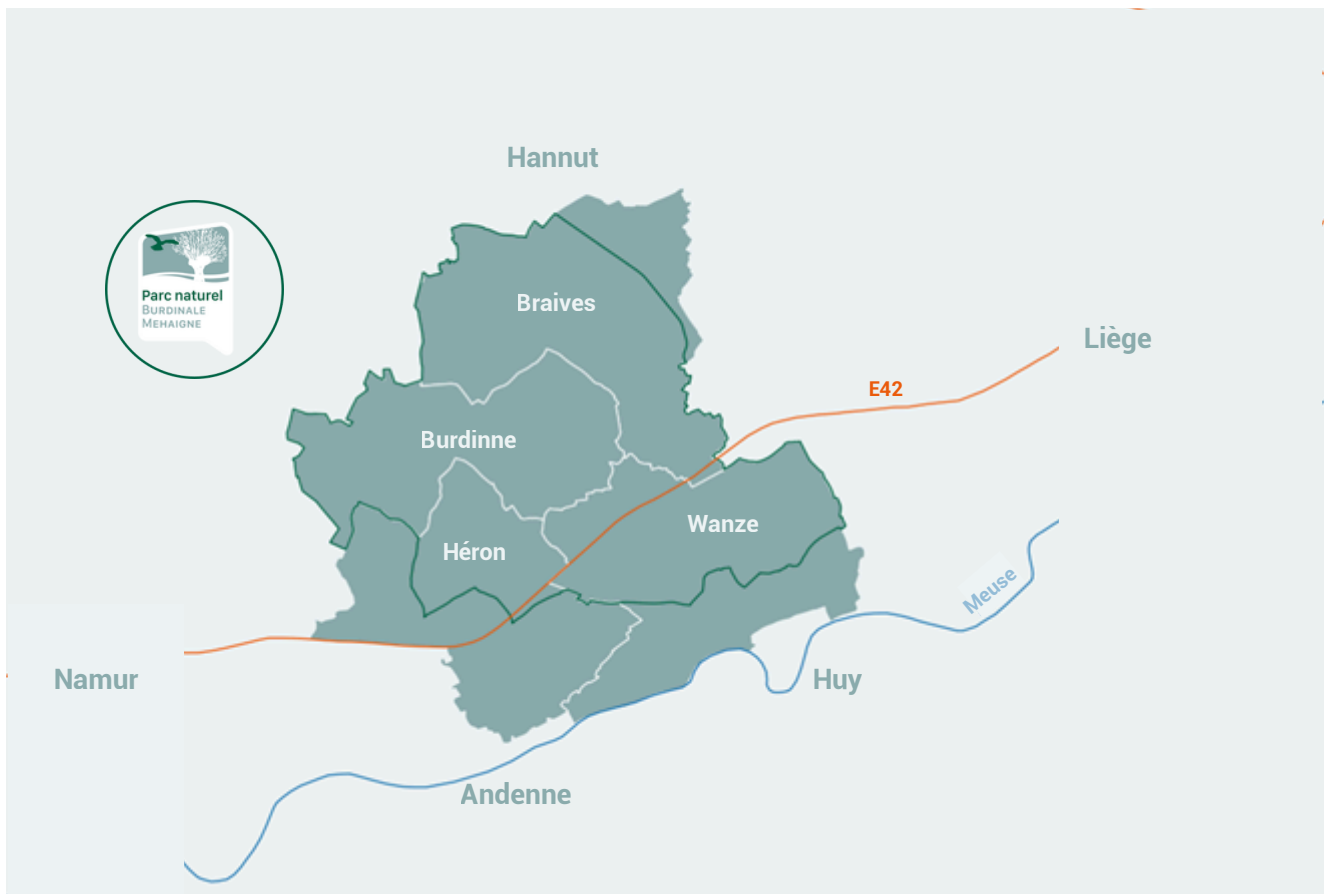 Hannut
Parc naturel
BURDINALE
MEHAIGNE
Braives
Liège
E42
Burdinne
Wanze
Héron
Meuse
Namur
Huy
Andenne